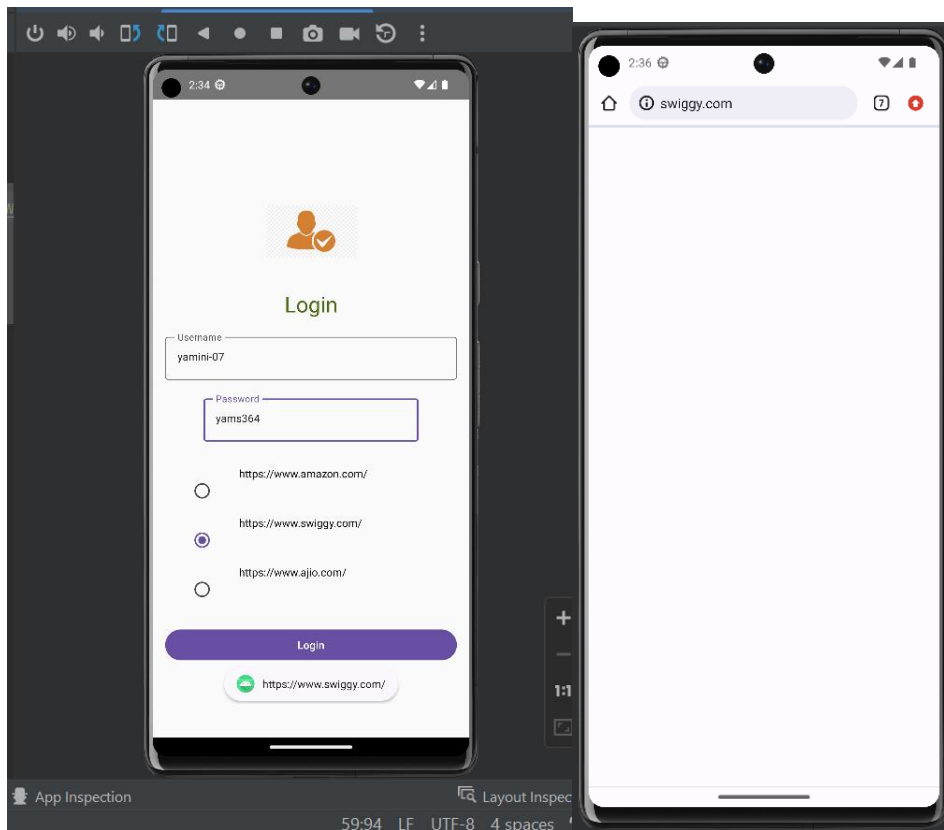 2:34
Login
Username
yamini-07
Password
yams364
https://www.amazon.com/
https://www.swiggy.com/
https://www.ajio.com/
Login
https://www.swiggy.com/
1:1
App Inspection
Layout Inspec
59:94 LF UTF-8 4 spaces
2:36
swiggy.com
7